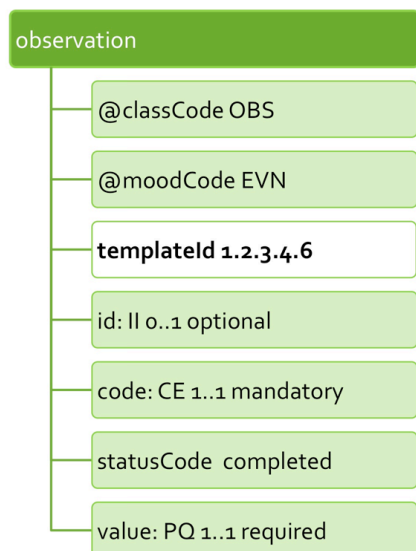 observation
@classCode OBS
@moodCode EVN
templateId 1.2.3.4.6
id: II 0..1 optional
code: CE 1..1 mandatory
statusCode  completed
value: PQ 1..1 required